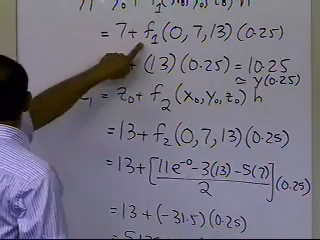 = 7 + f₁(0, 7, 13)(0.25)
+ (13)(0.25) = 10.25
≃ y(0.25)
= z₀ + f₂(x₀, y₀, z₀) h
= 13 + f₂(0, 7, 13)(0.25)
= 13 + [11e⁻⁰ − 3(13) − 5(7) / 2] (0.25)
= 13 + (−31.5)(0.25)